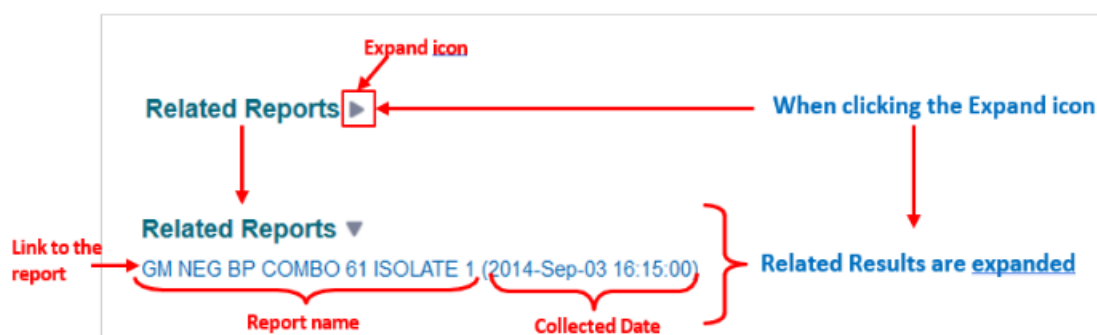 Expand icon
Related Reports
When clicking the Expand icon
Related Reports
Link to the
report
GM NEG BP COMBO 61 ISOLATE 1 (2014-Sep-03 16:15:00)
Related Results are expanded
Report name
Collected Date